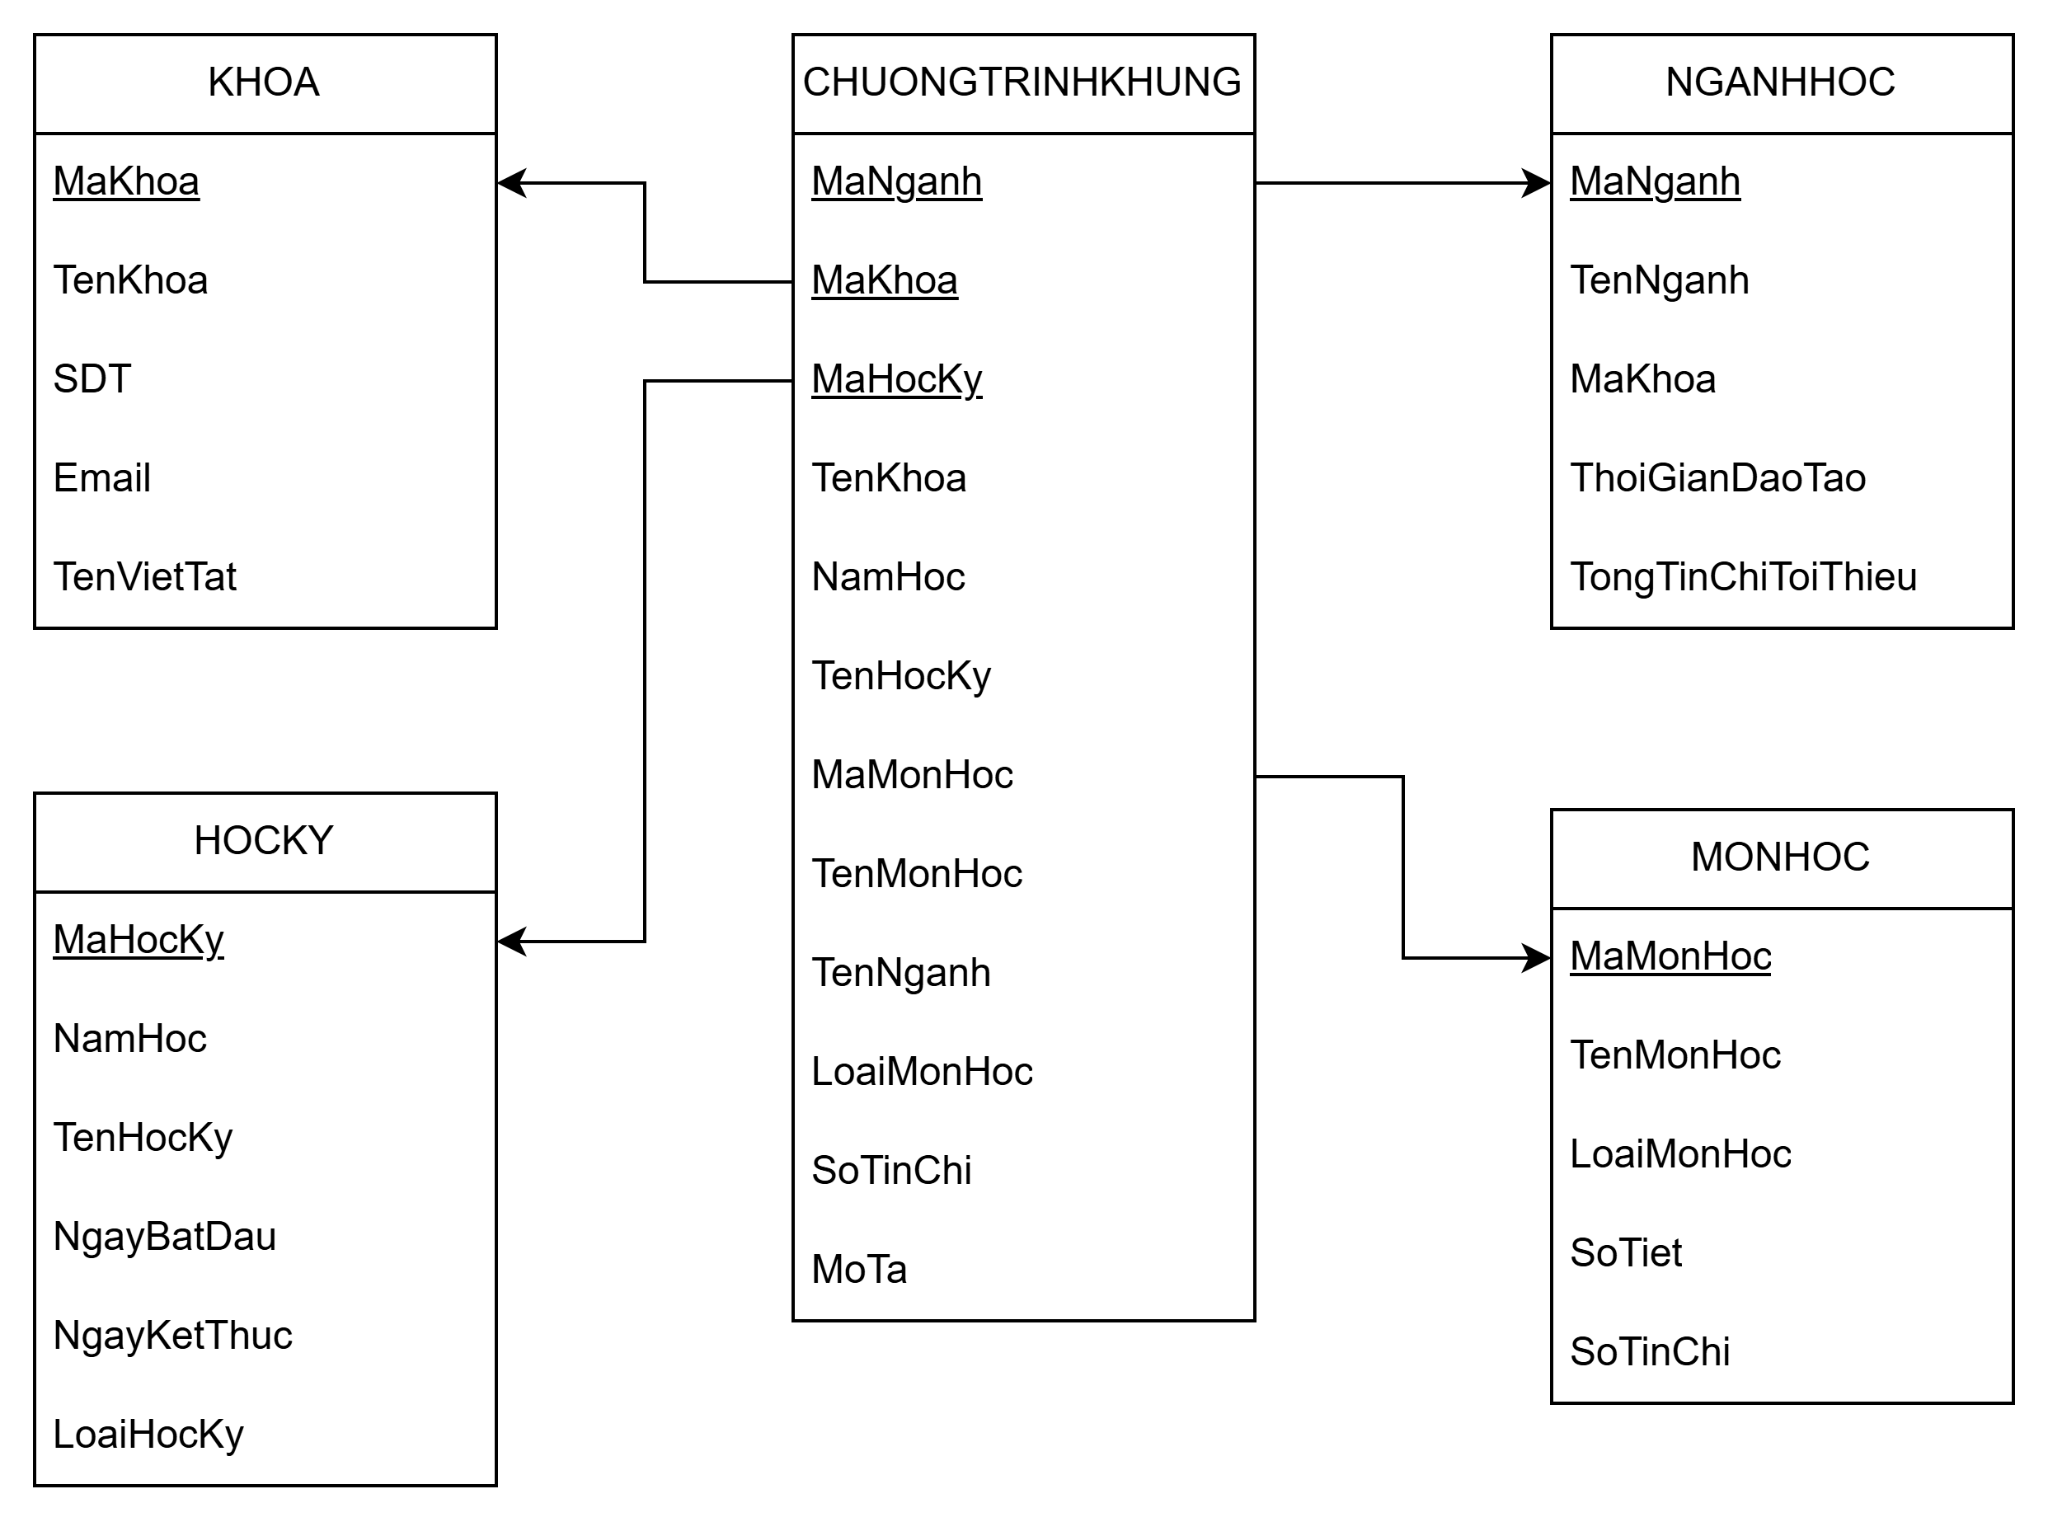 KHOA
MaKhoa
TenKhoa
SDT
Email
TenVietTat
HOCKY
MaHocKy
NamHoc
TenHocKy
NgayBatDau
NgayKetThuc
LoaiHocKy
CHUONGTRINHKHUNG
MaNganh
MaKhoa
MaHocKy
TenKhoa
NamHoc
TenHocKy
MaMonHoc
TenMonHoc
TenNganh
LoaiMonHoc
SoTinChi
MoTa
NGANHHOC
MaNganh
TenNganh
MaKhoa
ThoiGianDaoTao
TongTinChiToiThieu
MONHOC
MaMonHoc
TenMonHoc
LoaiMonHoc
SoTiet
SoTinChi